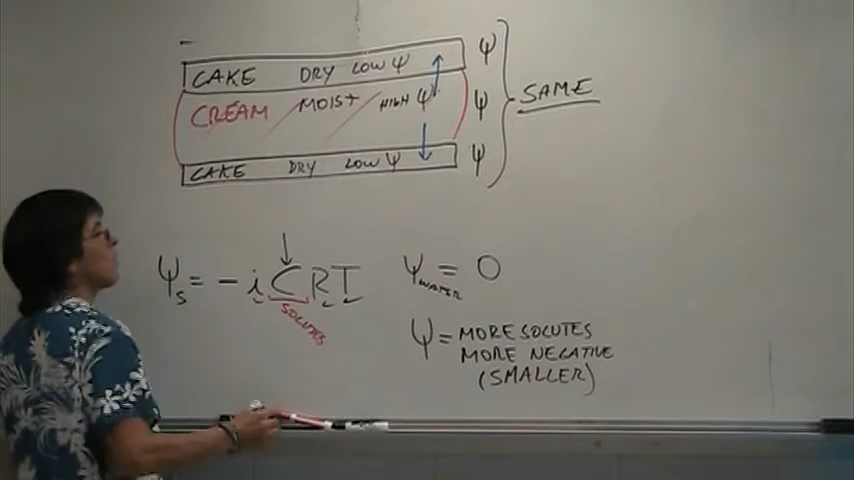 CAKE DRY LOW Ψ Ψ
CREAM MOIST HIGH Ψ Ψ SAME
CAKE DRY LOW Ψ Ψ
Ψs = - i C R T
SOLUTES
ΨWATER = 0
Ψ = MORE SOLUTES
MORE NEGATIVE
(SMALLER)